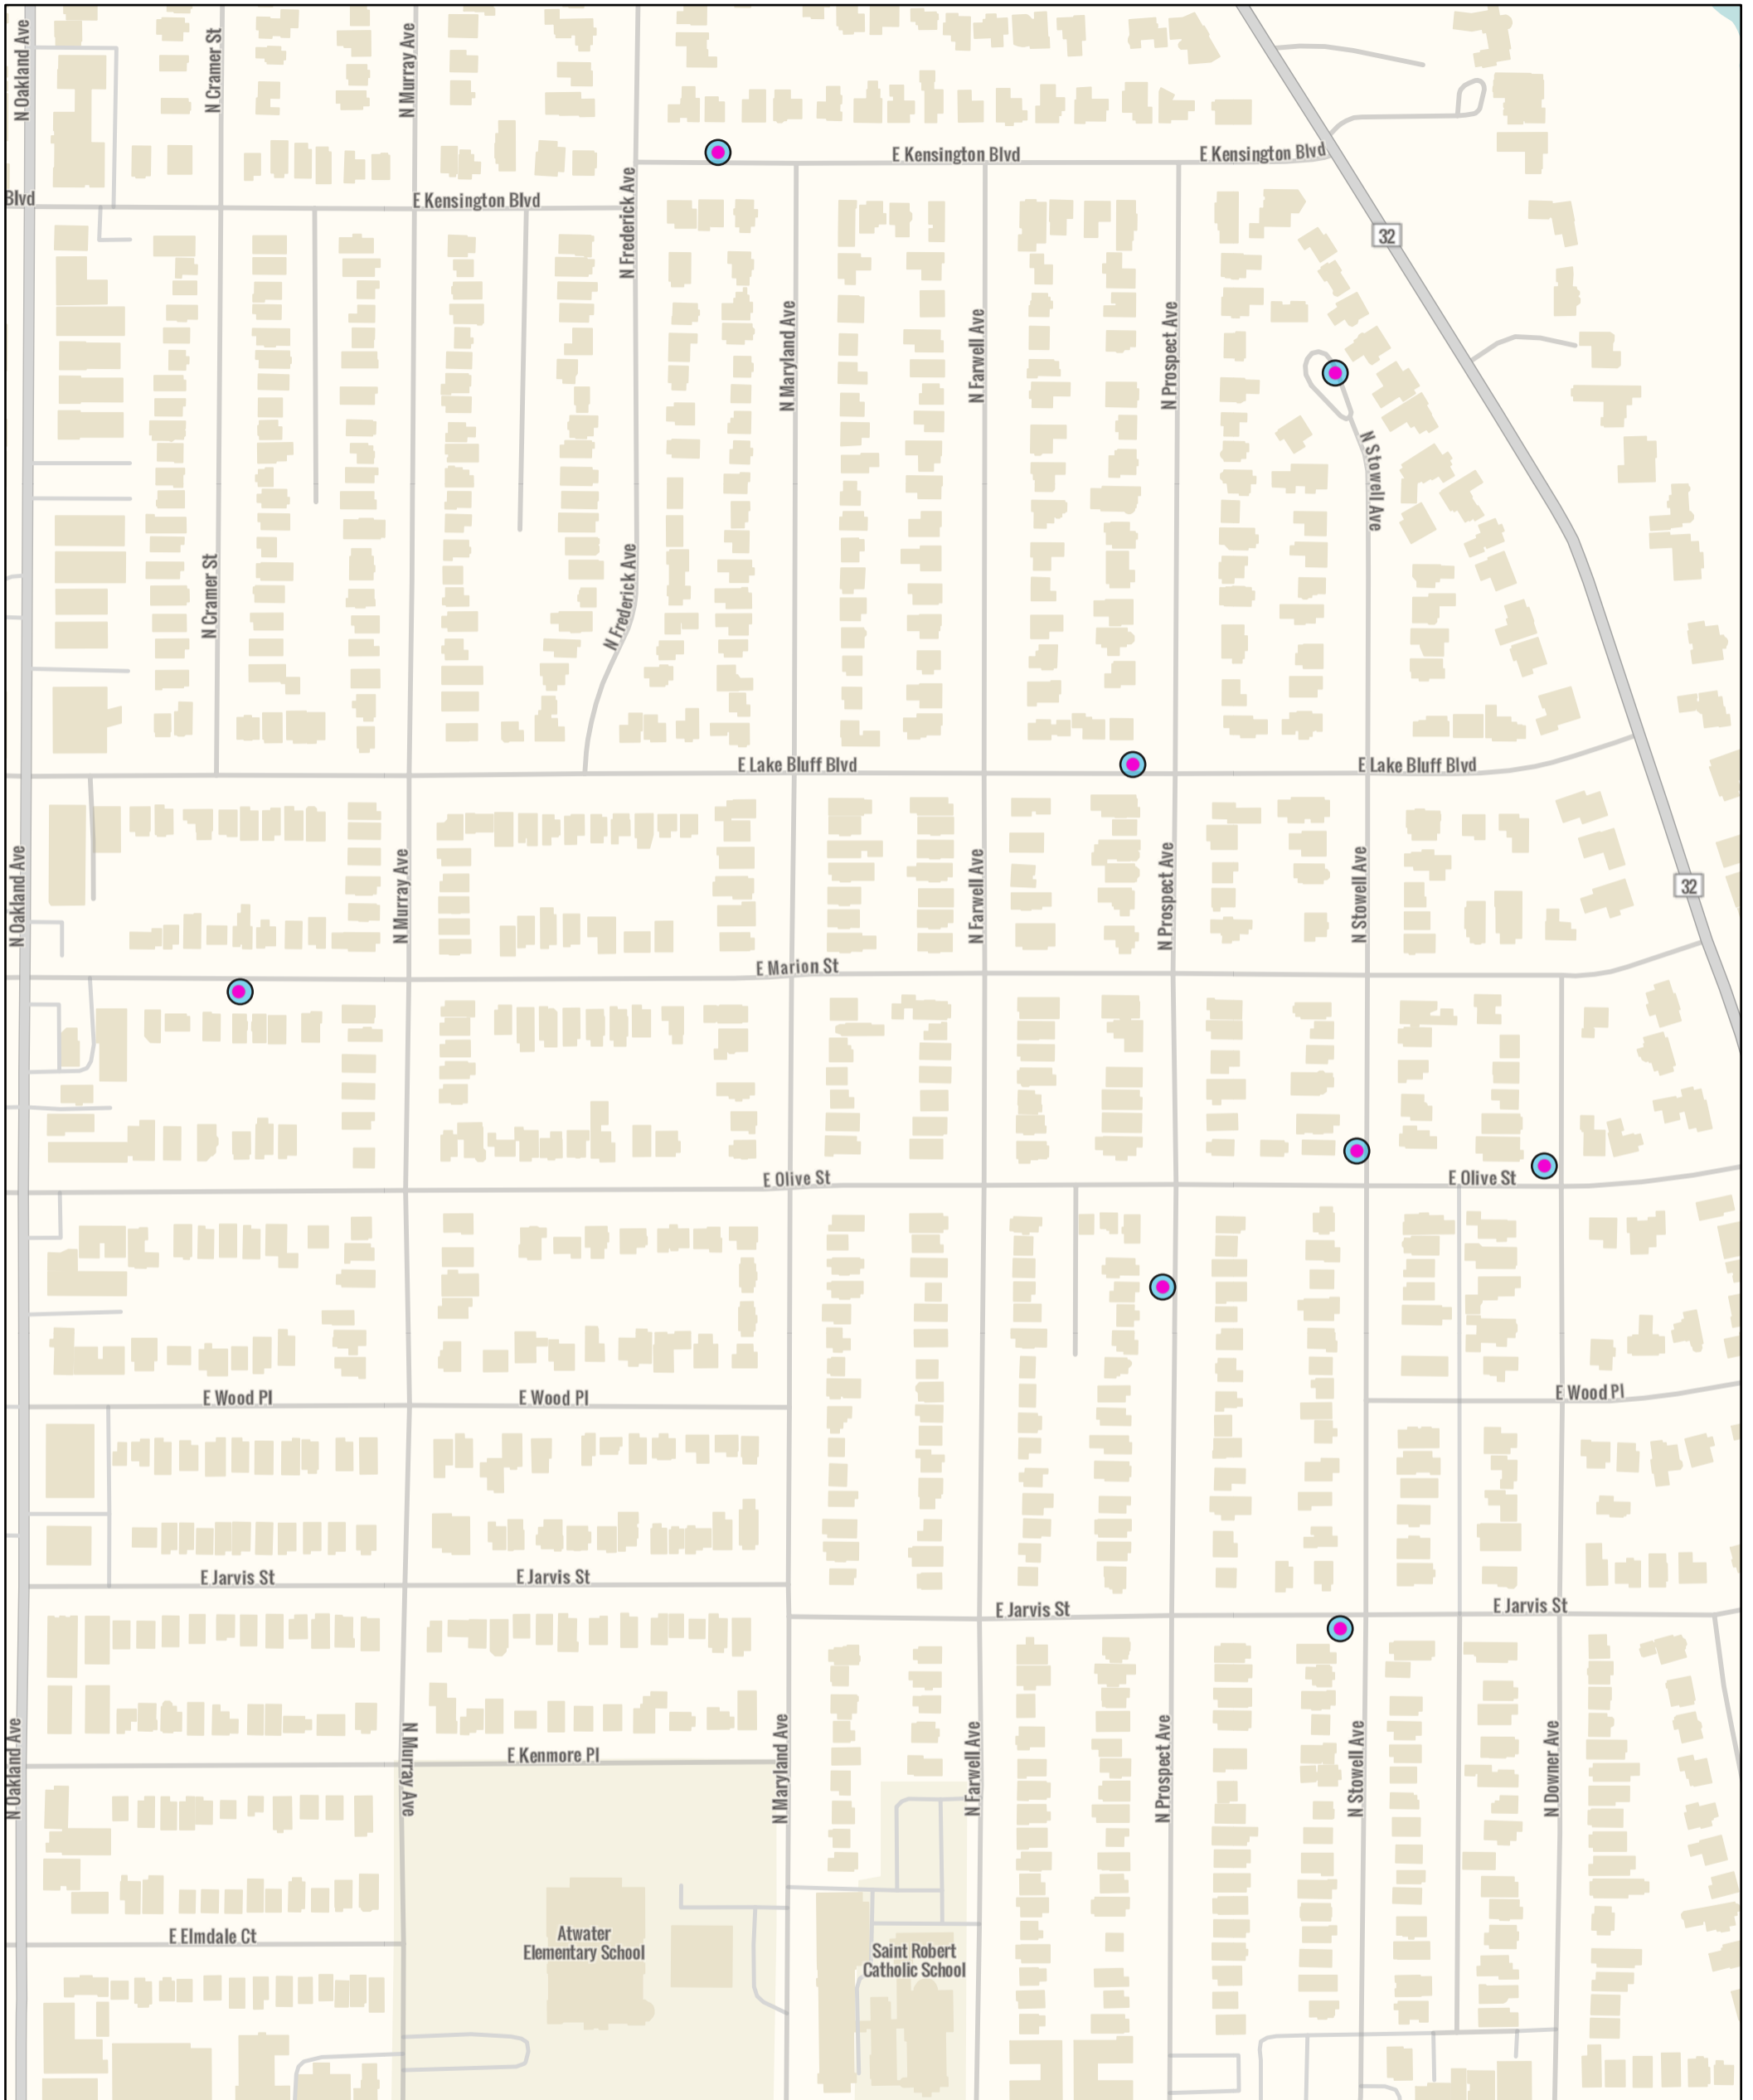 N Oakland Ave
N Cramer St
N Murray Ave
E Kensington Blvd
E Kensington Blvd
Blvd
E Kensington Blvd
N Frederick Ave
32
N Maryland Ave
N Farwell Ave
N Prospect Ave
N Stowell Ave
N Cramer St
N Frederick Ave
E Lake Bluff Blvd
E Lake Bluff Blvd
N Oakland Ave
N Murray Ave
N Farwell Ave
N Prospect Ave
N Stowell Ave
32
E Marion St
E Olive St
E Olive St
E Wood Pl
E Wood Pl
E Wood Pl
E Jarvis St
E Jarvis St
E Jarvis St
E Jarvis St
N Oakland Ave
N Murray Ave
E Kenmore Pl
N Maryland Ave
N Farwell Ave
N Prospect Ave
N Stowell Ave
N Downer Ave
E Elmdale Ct
Atwater
Elementary School
Saint Robert
Catholic School